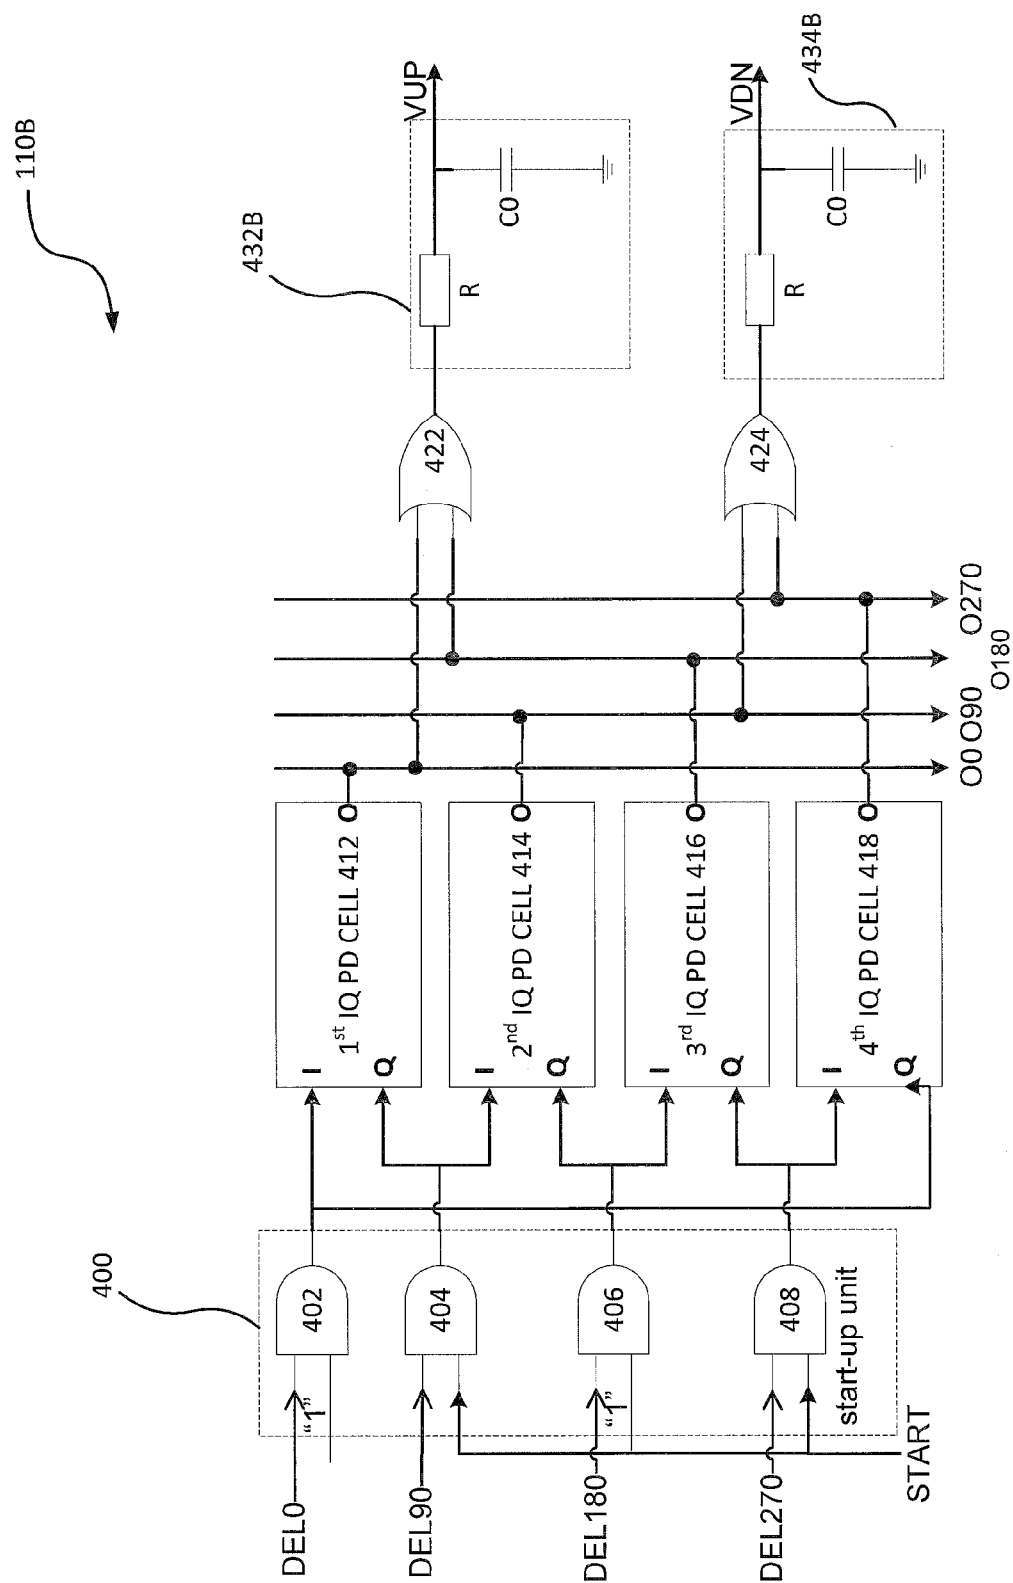 110B
400
DEL0
"1"
402
DEL90
404
DEL180
"1"
406
DEL270
408
START
start-up unit
I
Q
1st IQ PD CELL 412
O
I
Q
2nd IQ PD CELL 414
O
I
Q
3rd IQ PD CELL 416
O
I
Q
4th IQ PD CELL 418
O
O0
O90
O180
O270
422
432B
R
C0
VUP
424
434B
R
C0
VDN